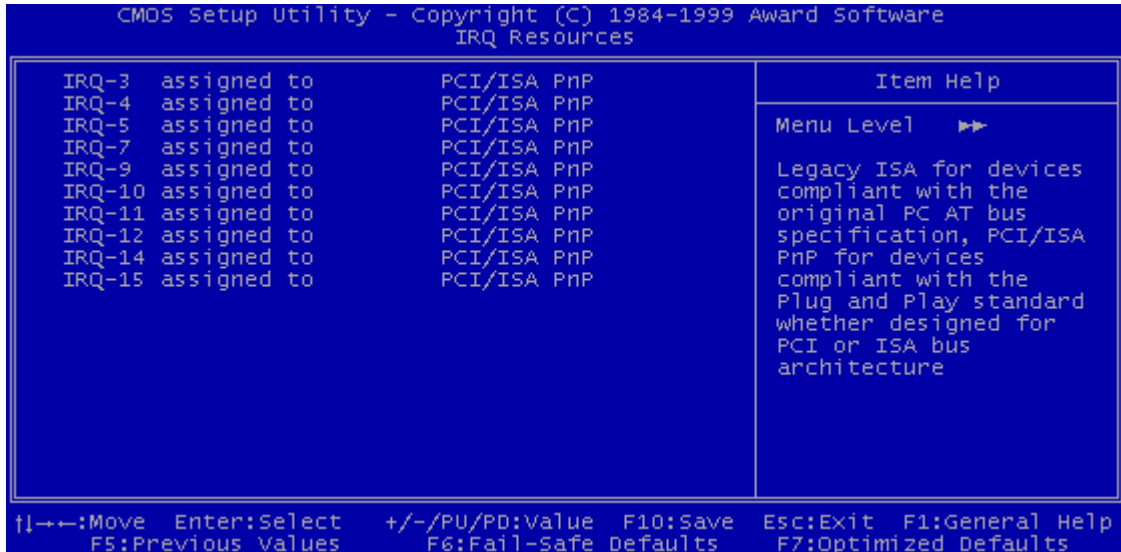 CMOS Setup Utility - Copyright (C) 1984-1999 Award Software
IRQ Resources
IRQ-3 assigned to PCI/ISA PnP
IRQ-4 assigned to PCI/ISA PnP
IRQ-5 assigned to PCI/ISA PnP
IRQ-7 assigned to PCI/ISA PnP
IRQ-9 assigned to PCI/ISA PnP
IRQ-10 assigned to PCI/ISA PnP
IRQ-11 assigned to PCI/ISA PnP
IRQ-12 assigned to PCI/ISA PnP
IRQ-14 assigned to PCI/ISA PnP
IRQ-15 assigned to PCI/ISA PnP
Item Help
Menu Level ►►
Legacy ISA for devices
compliant with the
original PC AT bus
specification, PCI/ISA
PnP for devices
compliant with the
Plug and Play standard
whether designed for
PCI or ISA bus
architecture
↑↓→←:Move Enter:Select +/-/PU/PD:Value F10:Save Esc:Exit F1:General Help
F5:Previous Values F6:Fail-Safe Defaults F7:Optimized Defaults